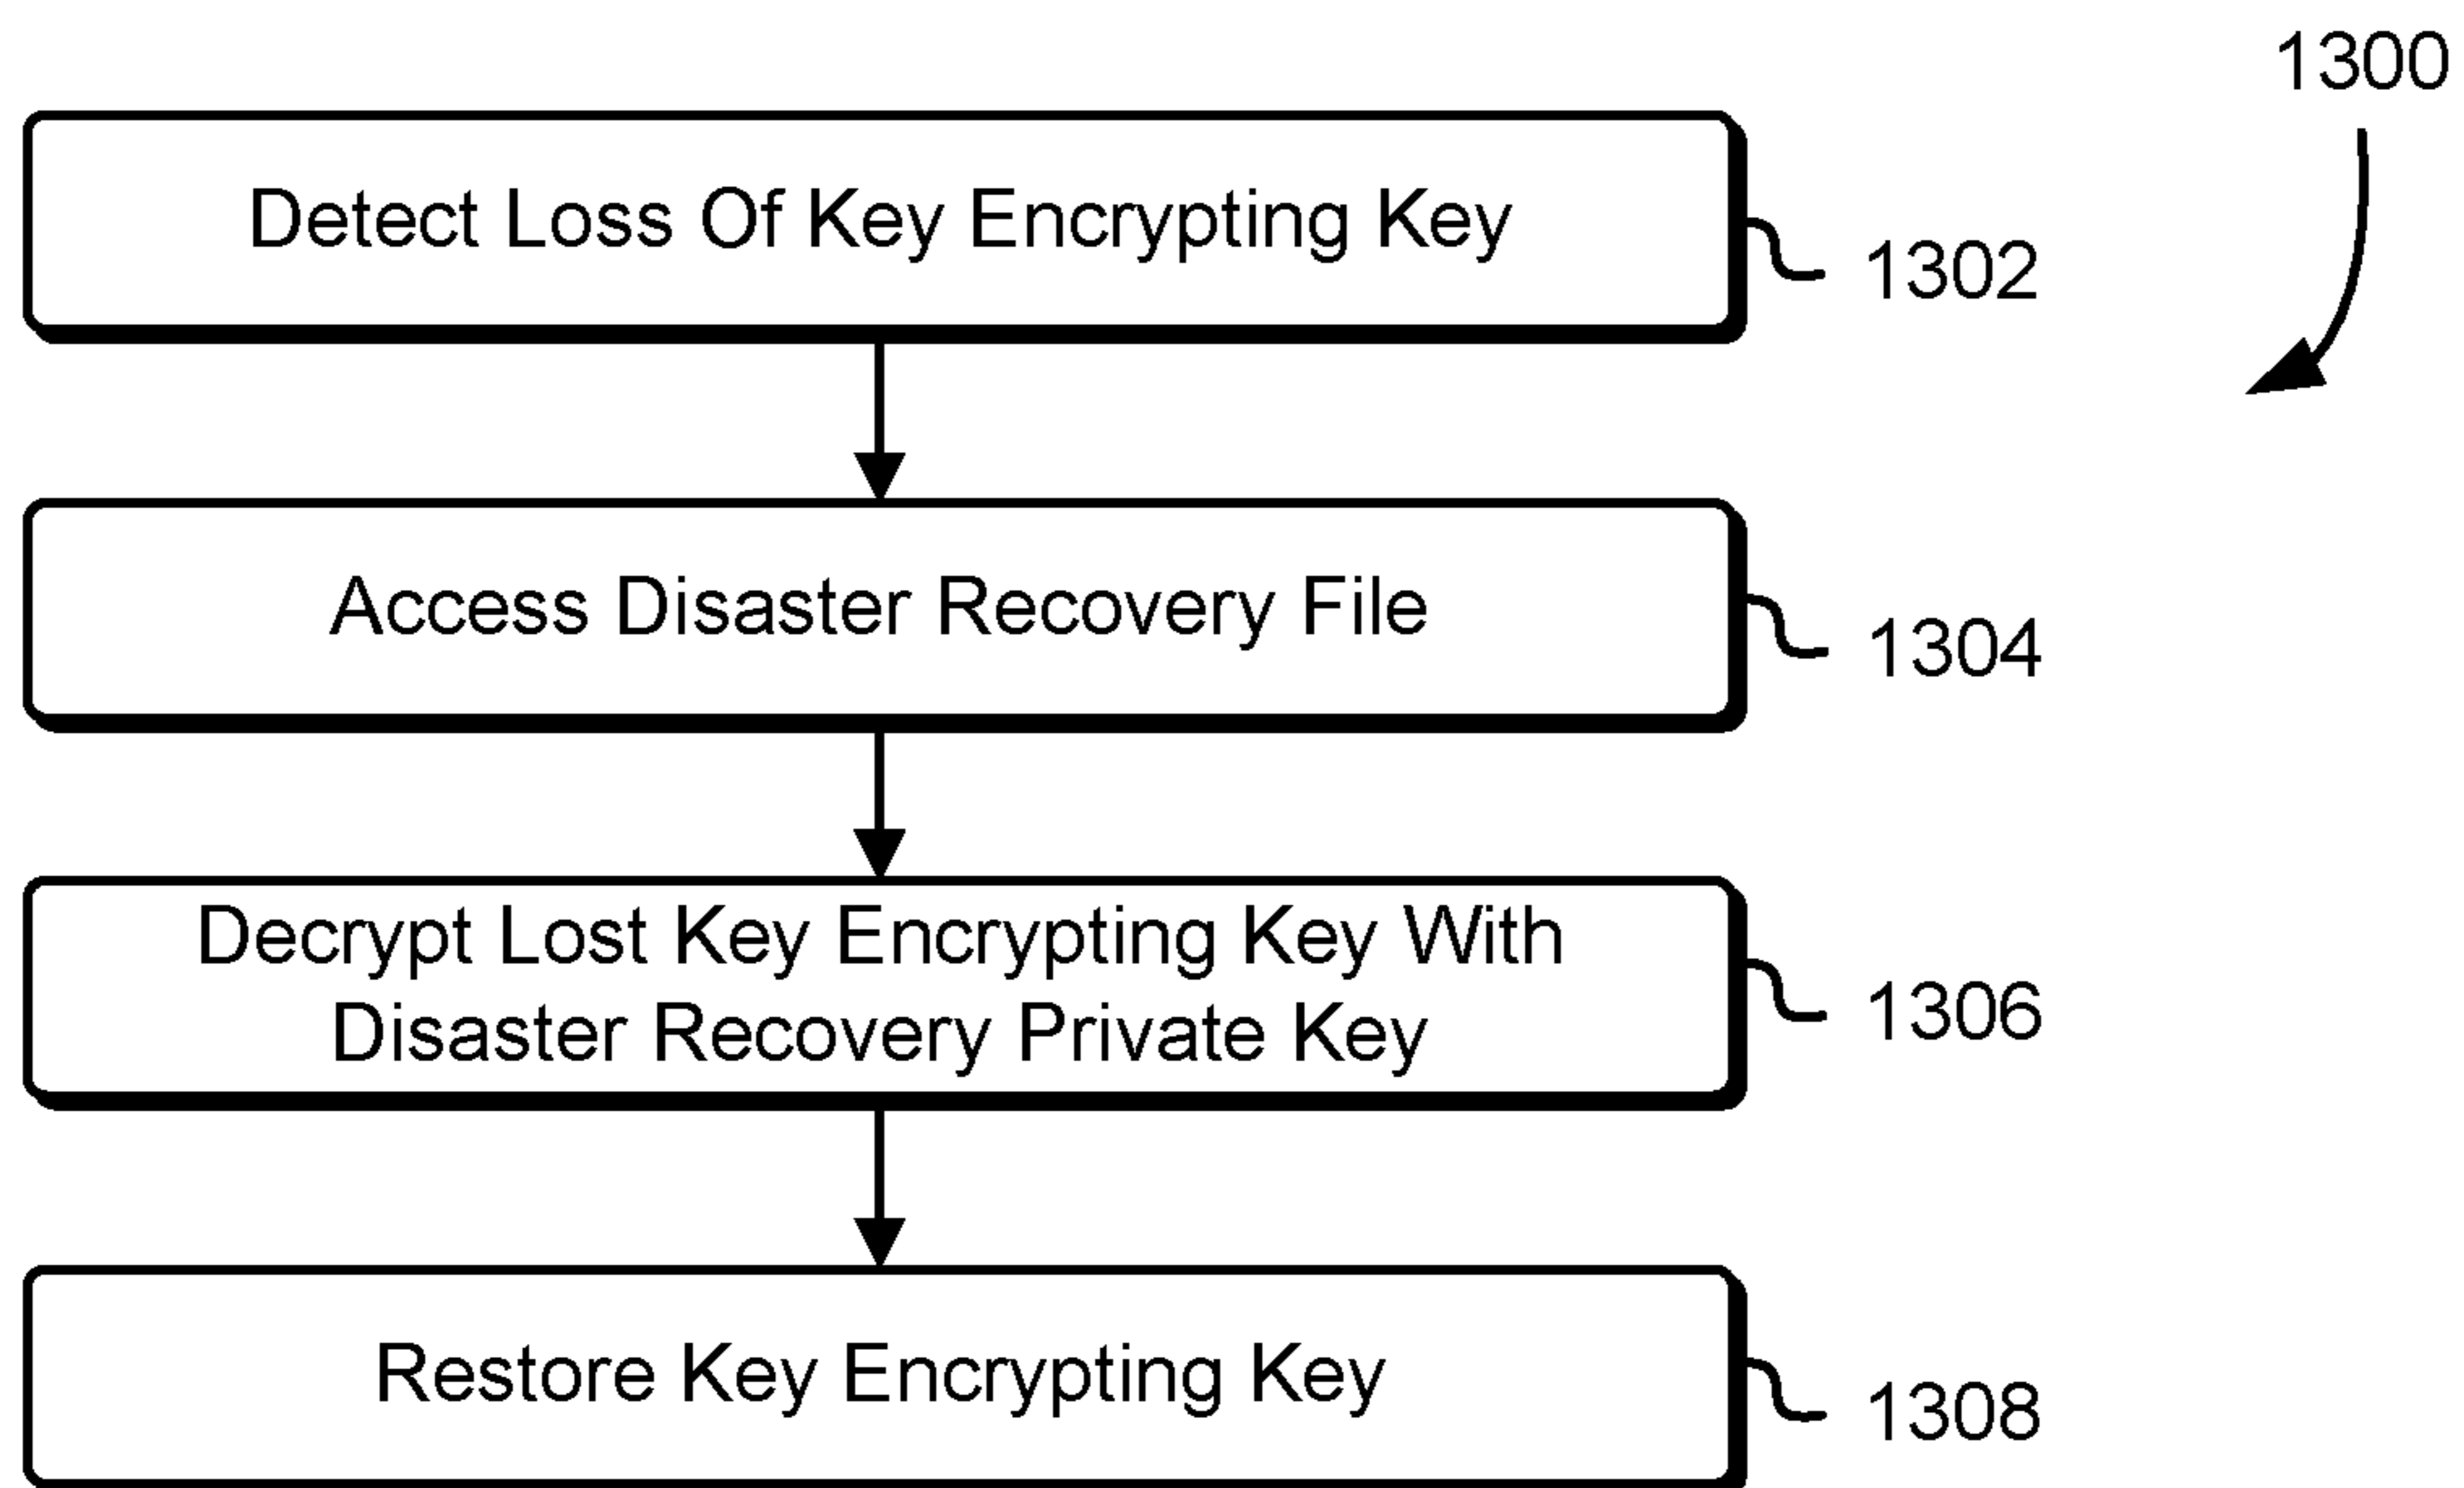 1300
Detect Loss Of Key Encrypting Key
1302
Access Disaster Recovery File
1304
Decrypt Lost Key Encrypting Key With
Disaster Recovery Private Key
1306
Restore Key Encrypting Key
1308